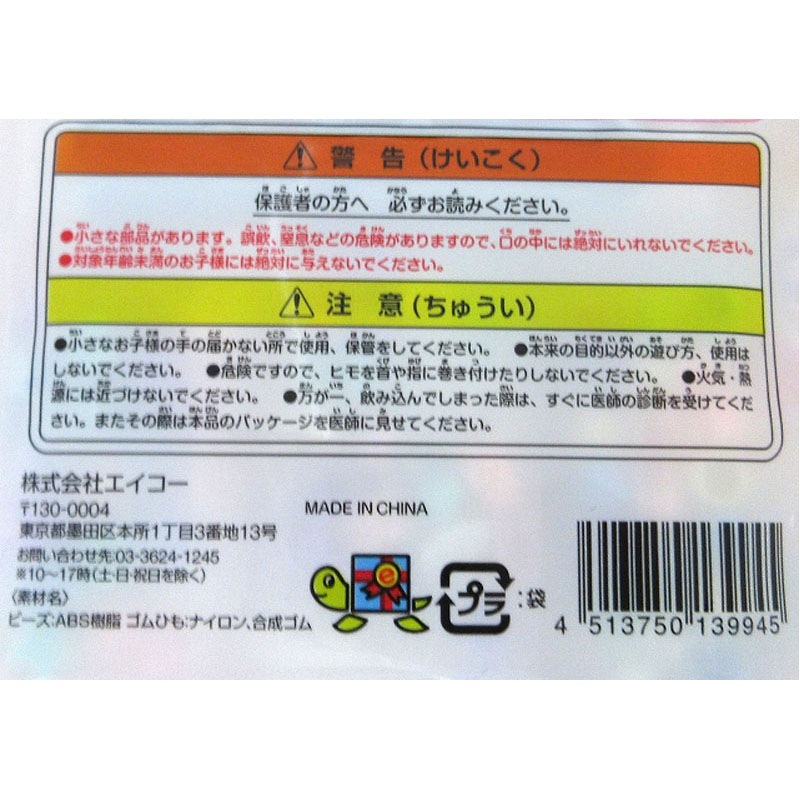 ⚠ 警 告(けいこく)
保護者の方へ 必ずお読みください。
●小さな部品があります。誤飲、窒息などの危険がありますので、口の中には絶対にいれないでください。
●対象年齢未満のお子様には絶対に与えないでください。
⚠ 注 意(ちゅうい)
●小さなお子様の手の届かない所で使用、保管をしてください。 ●本来の目的以外の遊び方、使用は
しないでください。 ●危険ですので、ヒモを首や指に巻き付けたりしないでください。 ●火気・熱
源には近づけないでください。 ●万が一、飲み込んでしまった際は、すぐに医師の診断を受けてくだ
さい。またその際は本品のパッケージを医師に見せてください。
株式会社エイコー
〒130-0004
東京都墨田区本所1丁目3番地13号
お問い合わせ先:03-3624-1245
※10〜17時(土・日・祝日を除く)
〈素材名〉
ビーズ:ABS樹脂 ゴムひも:ナイロン、合成ゴム
MADE IN CHINA
e
プラ :袋
4 513750 139945